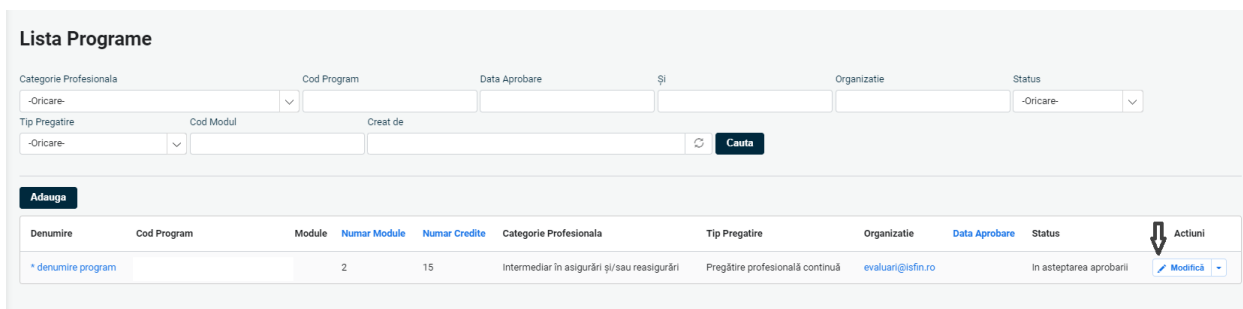 Lista Programe
Categorie Profesionala Cod Program Data Aprobare Și Organizatie Status
-Oricare- -Oricare-
Tip Pregatire Cod Modul Creat de
-Oricare- Cauta
Adauga
Denumire Cod Program Module Numar Module Numar Credite Categorie Profesionala Tip Pregatire Organizatie Data Aprobare Status Actiuni
* denumire program 2 15 Intermediar în asigurări și/sau reasigurări Pregătire profesională continuă evaluari@isfin.ro In asteptarea aprobarii Modifică